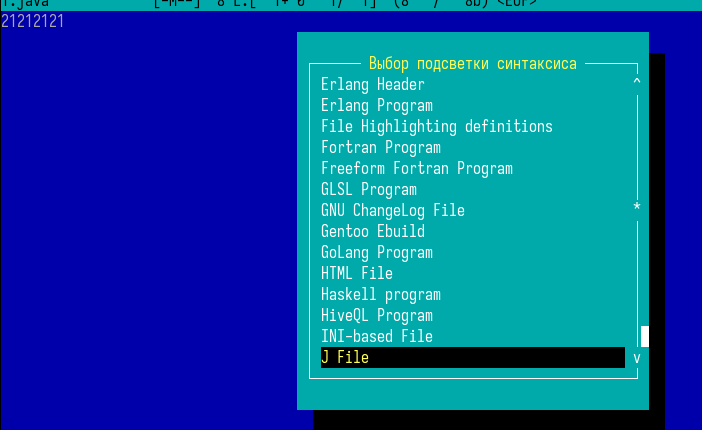 1.java [-M--] 8 L:[ 1+ 0 1/ 1] (8 / 8b) <EOF>
21212121
Выбор подсветки синтаксиса
Erlang Header
Erlang Program
File Highlighting definitions
Fortran Program
Freeform Fortran Program
GLSL Program
GNU ChangeLog File
Gentoo Ebuild
GoLang Program
HTML File
Haskell program
HiveQL Program
INI-based File
J File